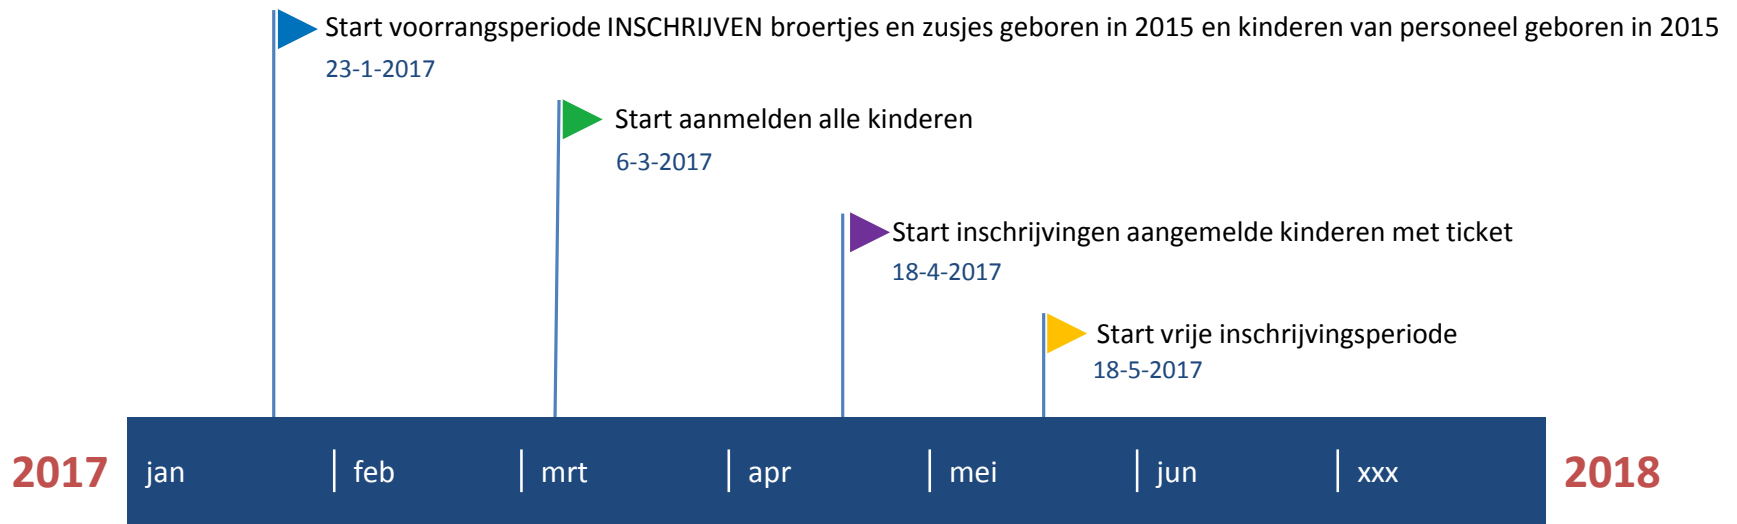 Start voorrangsperiode INSCHRIJVEN broertjes en zusjes geboren in 2015 en kinderen van personeel geboren in 2015
23-1-2017
Start aanmelden alle kinderen
6-3-2017
Start inschrijvingen aangemelde kinderen met ticket
18-4-2017
Start vrije inschrijvingsperiode
18-5-2017
2017 jan feb mrt apr mei jun xxx 2018